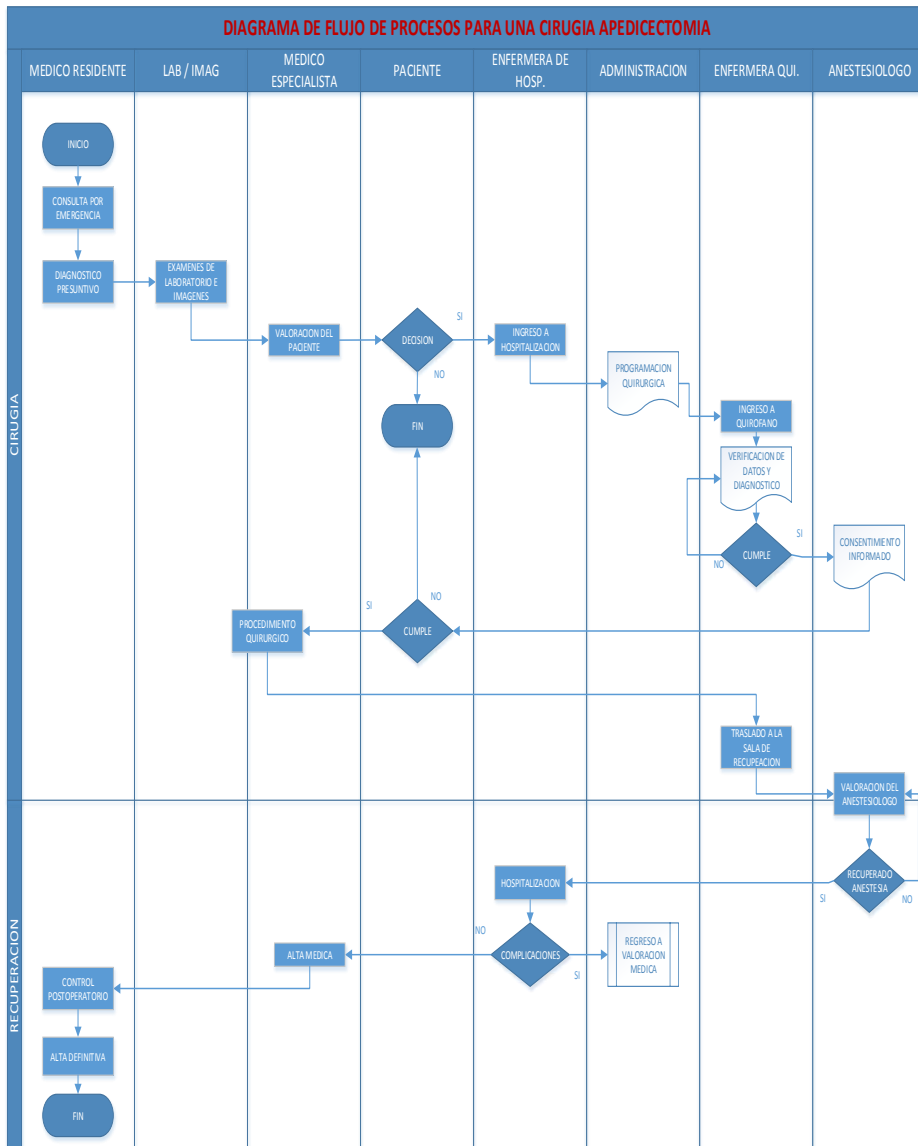 DIAGRAMA DE FLUJO DE PROCESOS PARA UNA CIRUGIA APEDICECTOMIA
MEDICO RESIDENTE
LAB / IMAG
MEDICO
ESPECIALISTA
PACIENTE
ENFERMERA DE
HOSP.
ADMINISTRACION
ENFERMERA QUI.
ANESTESIOLOGO
CIRUGIA
INICIO
CONSULTA POR
EMERGENCIA
DIAGNOSTICO
PRESUNTIVO
EXAMENES DE
LABORATORIO E
IMAGENES
VALORACION DEL
PACIENTE
DECISION
SI
NO
FIN
INGRESO A
HOSPITALIZACION
PROGRAMACION
QUIRURGICA
INGRESO A
QUIROFANO
VERIFICACION DE
DATOS Y
DIAGNOSTICO
CUMPLE
SI
NO
CONSENTIMIENTO
INFORMADO
CUMPLE
NO
SI
PROCEDIMIENTO
QUIRURGICO
TRASLADO A LA
SALA DE
RECUPEACION
VALORACION DEL
ANESTESIOLOGO
RECUPERACION
RECUPERADO
ANESTESIA
SI
NO
HOSPITALIZACION
COMPLICACIONES
NO
SI
REGRESO A
VALORACION
MEDICA
ALTA MEDICA
CONTROL
POSTOPERATORIO
ALTA DEFINITIVA
FIN